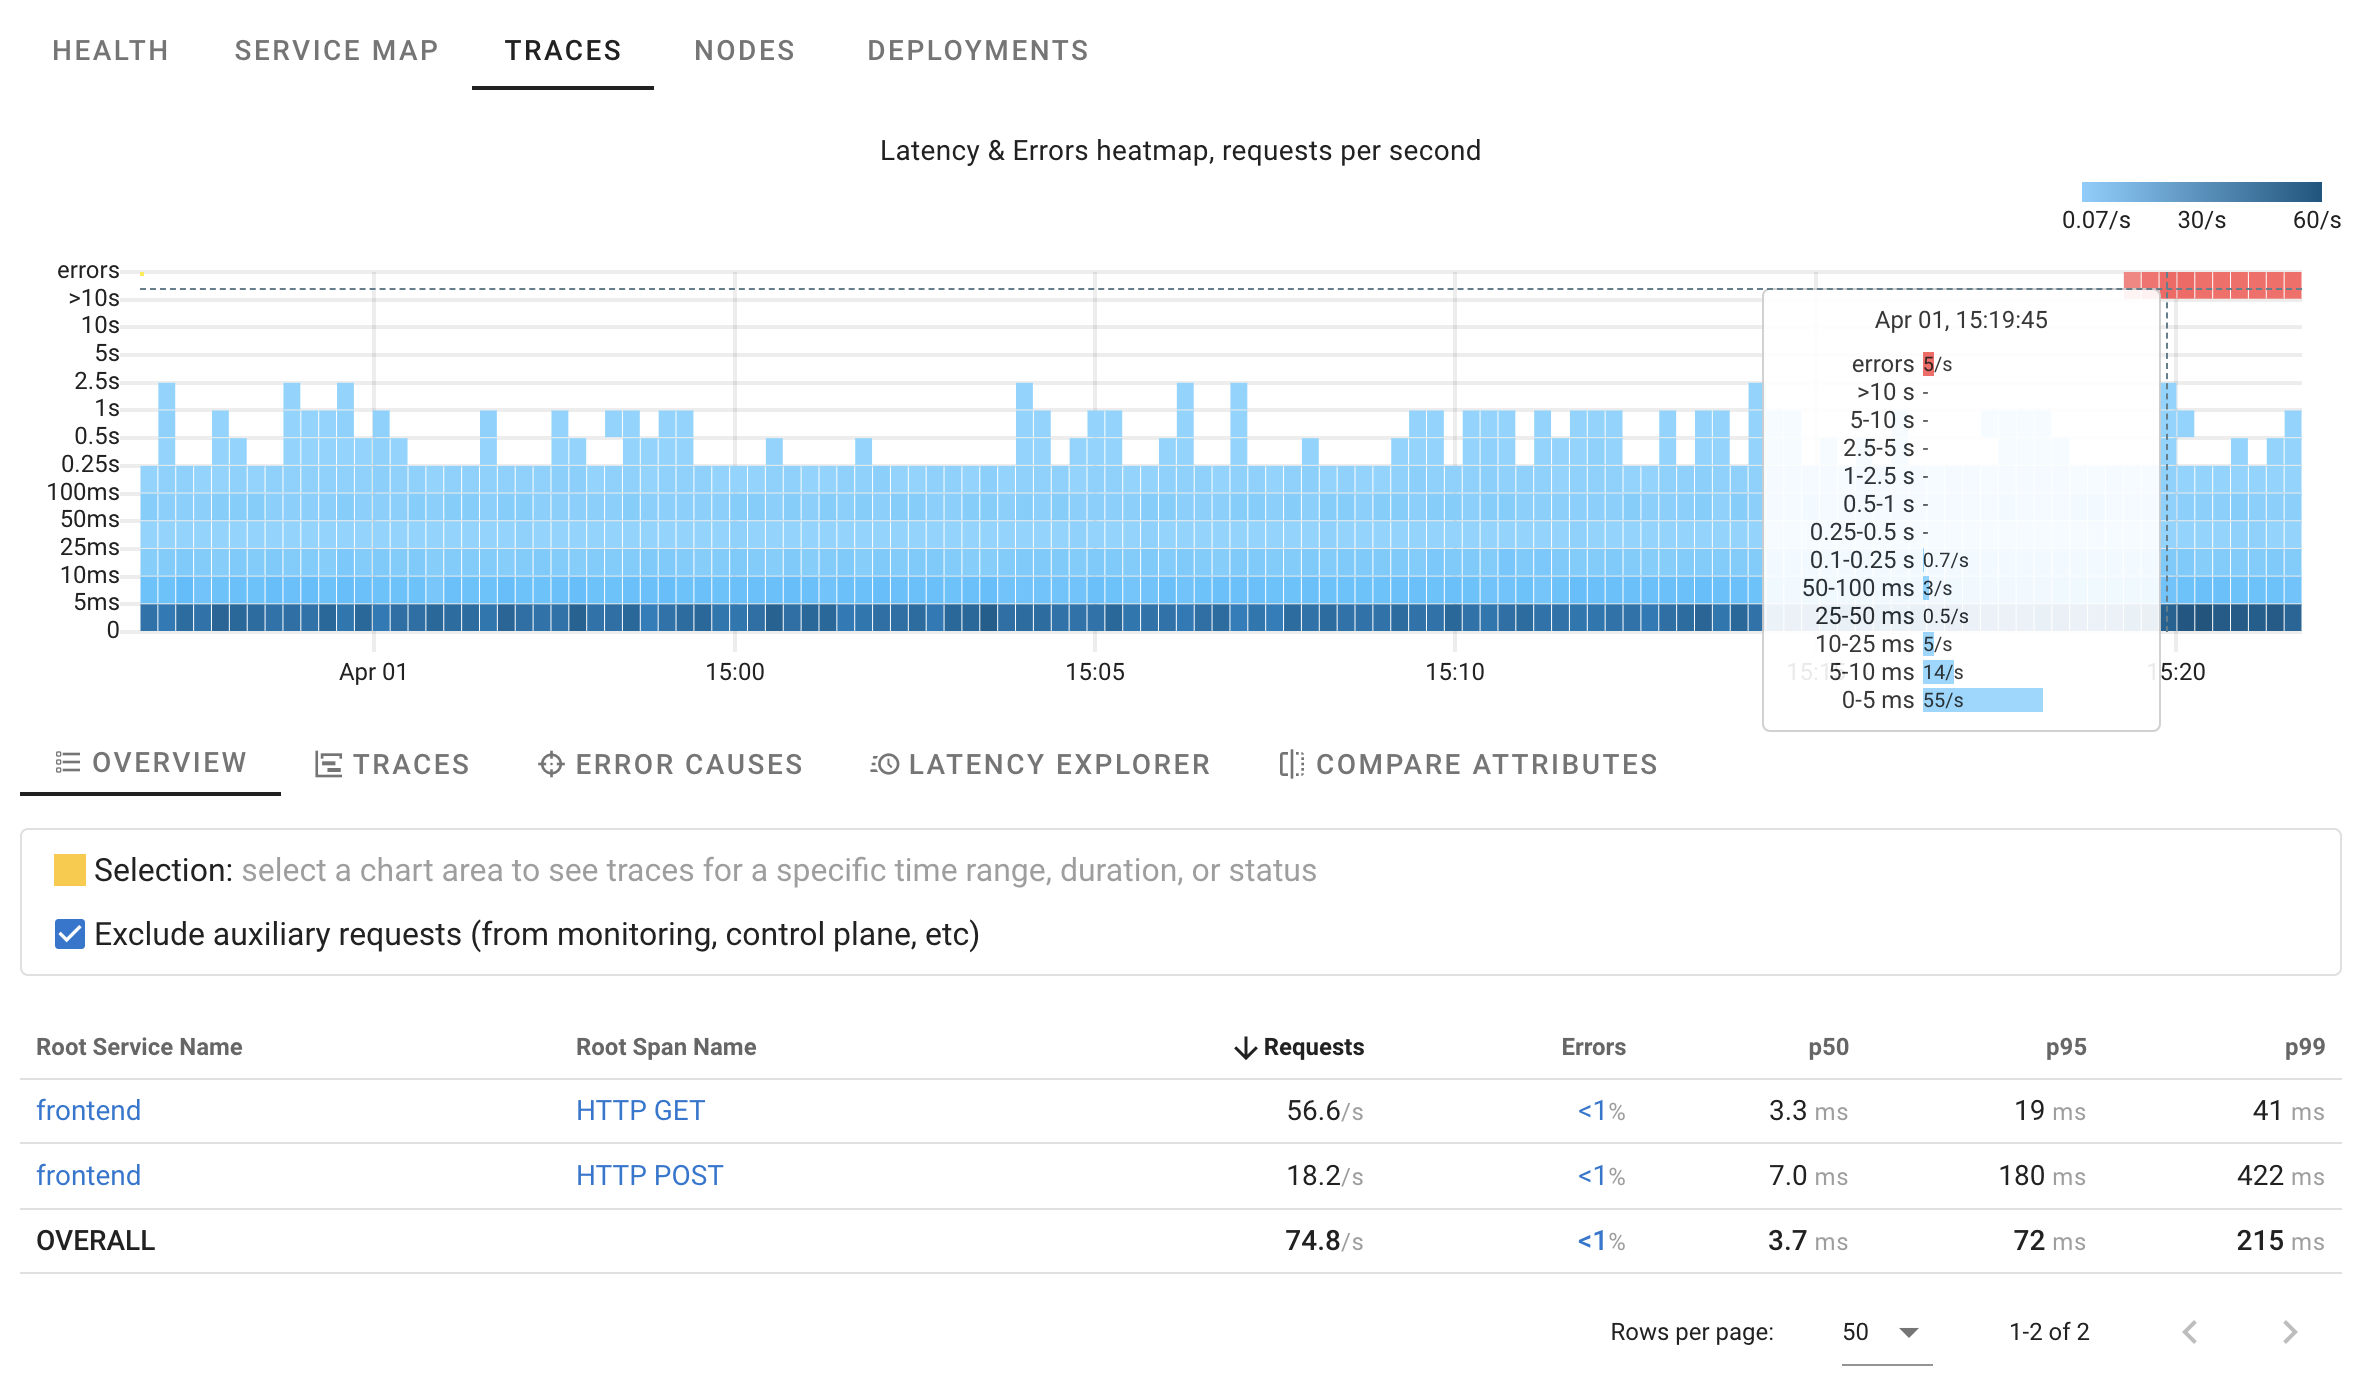 HEALTH SERVICE MAP TRACES NODES DEPLOYMENTS
Latency & Errors heatmap, requests per second
0.07/s 30/s 60/s
errors
>10s
10s
5s
2.5s
1s
0.5s
0.25s
100ms
50ms
25ms
10ms
5ms
0
Apr 01 15:00 15:05 15:10 15:20
Apr 01, 15:19:45
errors 5/s
>10 s -
5-10 s -
2.5-5 s -
1-2.5 s -
0.5-1 s -
0.25-0.5 s -
0.1-0.25 s 0.7/s
50-100 ms 3/s
25-50 ms 0.5/s
10-25 ms 5/s
5-10 ms 14/s
0-5 ms 55/s
OVERVIEW TRACES ERROR CAUSES LATENCY EXPLORER COMPARE ATTRIBUTES
Selection: select a chart area to see traces for a specific time range, duration, or status
Exclude auxiliary requests (from monitoring, control plane, etc)
Root Service Name Root Span Name Requests Errors p50 p95 p99
frontend HTTP GET 56.6/s <1% 3.3 ms 19 ms 41 ms
frontend HTTP POST 18.2/s <1% 7.0 ms 180 ms 422 ms
OVERALL 74.8/s <1% 3.7 ms 72 ms 215 ms
Rows per page: 50 1-2 of 2